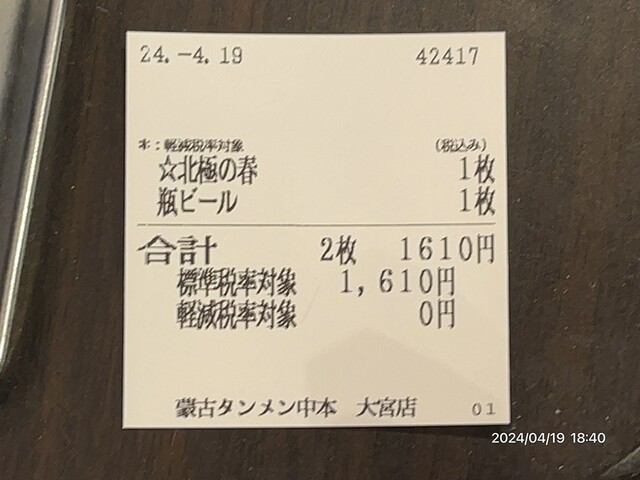 24.-4.19 42417
*:軽減税率対象 (税込み)
☆北極の春 1枚
瓶ビール 1枚
合計 2枚 1610円
標準税率対象 1,610円
軽減税率対象 0円
蒙古タンメン中本 大宮店 01
2024/04/19 18:40